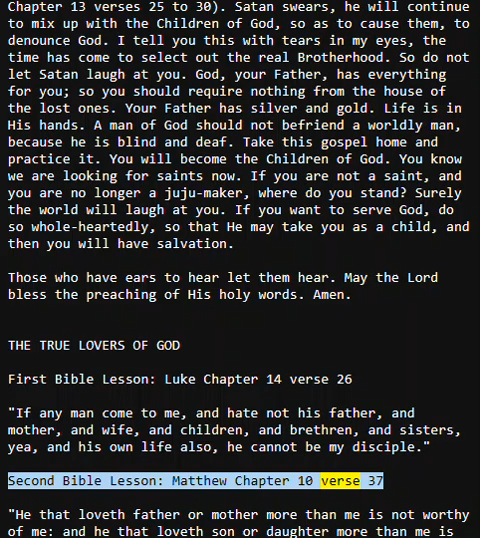 Chapter 13 verses 25 to 30). Satan swears, he will continue
to mix up with the Children of God, so as to cause them, to
denounce God. I tell you this with tears in my eyes, the
time has come to select out the real Brotherhood. So do not
let Satan laugh at you. God, your Father, has everything
for you; so you should require nothing from the house of
the lost ones. Your Father has silver and gold. Life is in
His hands. A man of God should not befriend a worldly man,
because he is blind and deaf. Take this gospel home and
practice it. You will become the Children of God. You know
we are looking for saints now. If you are not a saint, and
you are no longer a juju-maker, where do you stand? Surely
the world will laugh at you. If you want to serve God, do
so whole-heartedly, so that He may take you as a child, and
then you will have salvation.
Those who have ears to hear let them hear. May the Lord
bless the preaching of His holy words. Amen.
THE TRUE LOVERS OF GOD
First Bible Lesson: Luke Chapter 14 verse 26
"If any man come to me, and hate not his father, and
mother, and wife, and children, and brethren, and sisters,
yea, and his own life also, he cannot be my disciple."
Second Bible Lesson: Matthew Chapter 10 verse 37
"He that loveth father or mother more than me is not worthy
of me: and he that loveth son or daughter more than me is